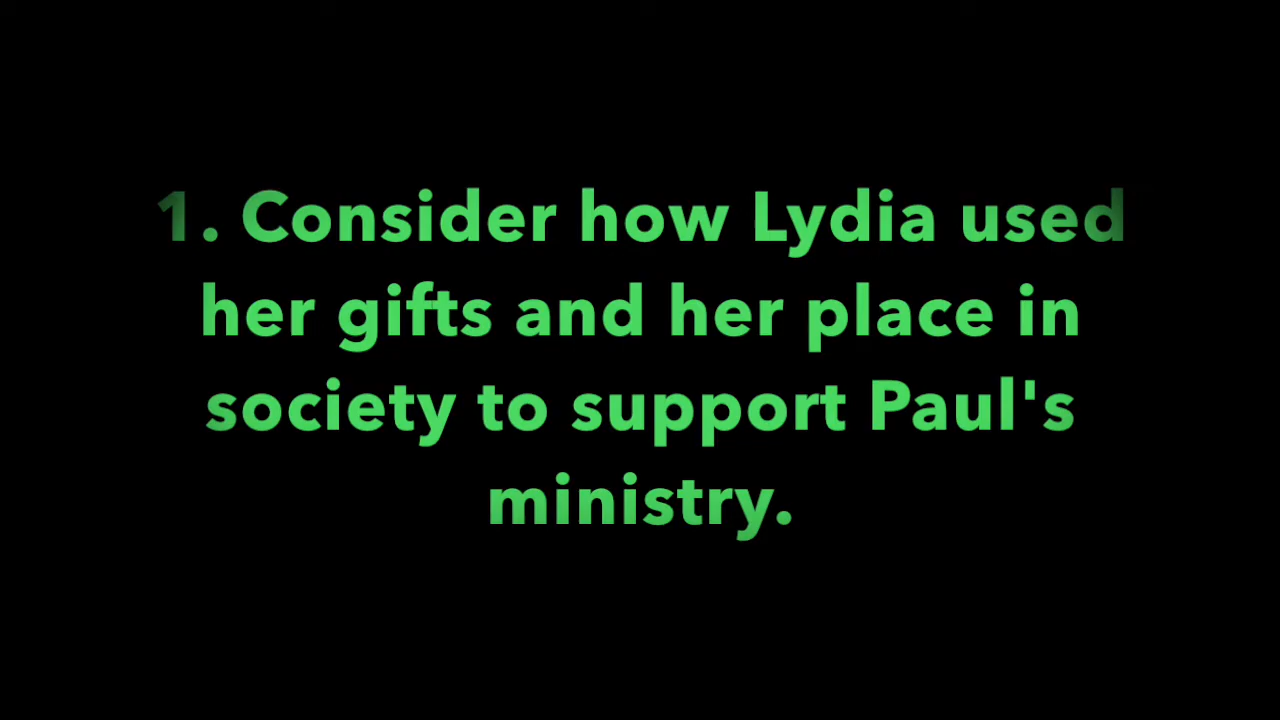 1. Consider how Lydia used
her gifts and her place in
society to support Paul's
ministry.